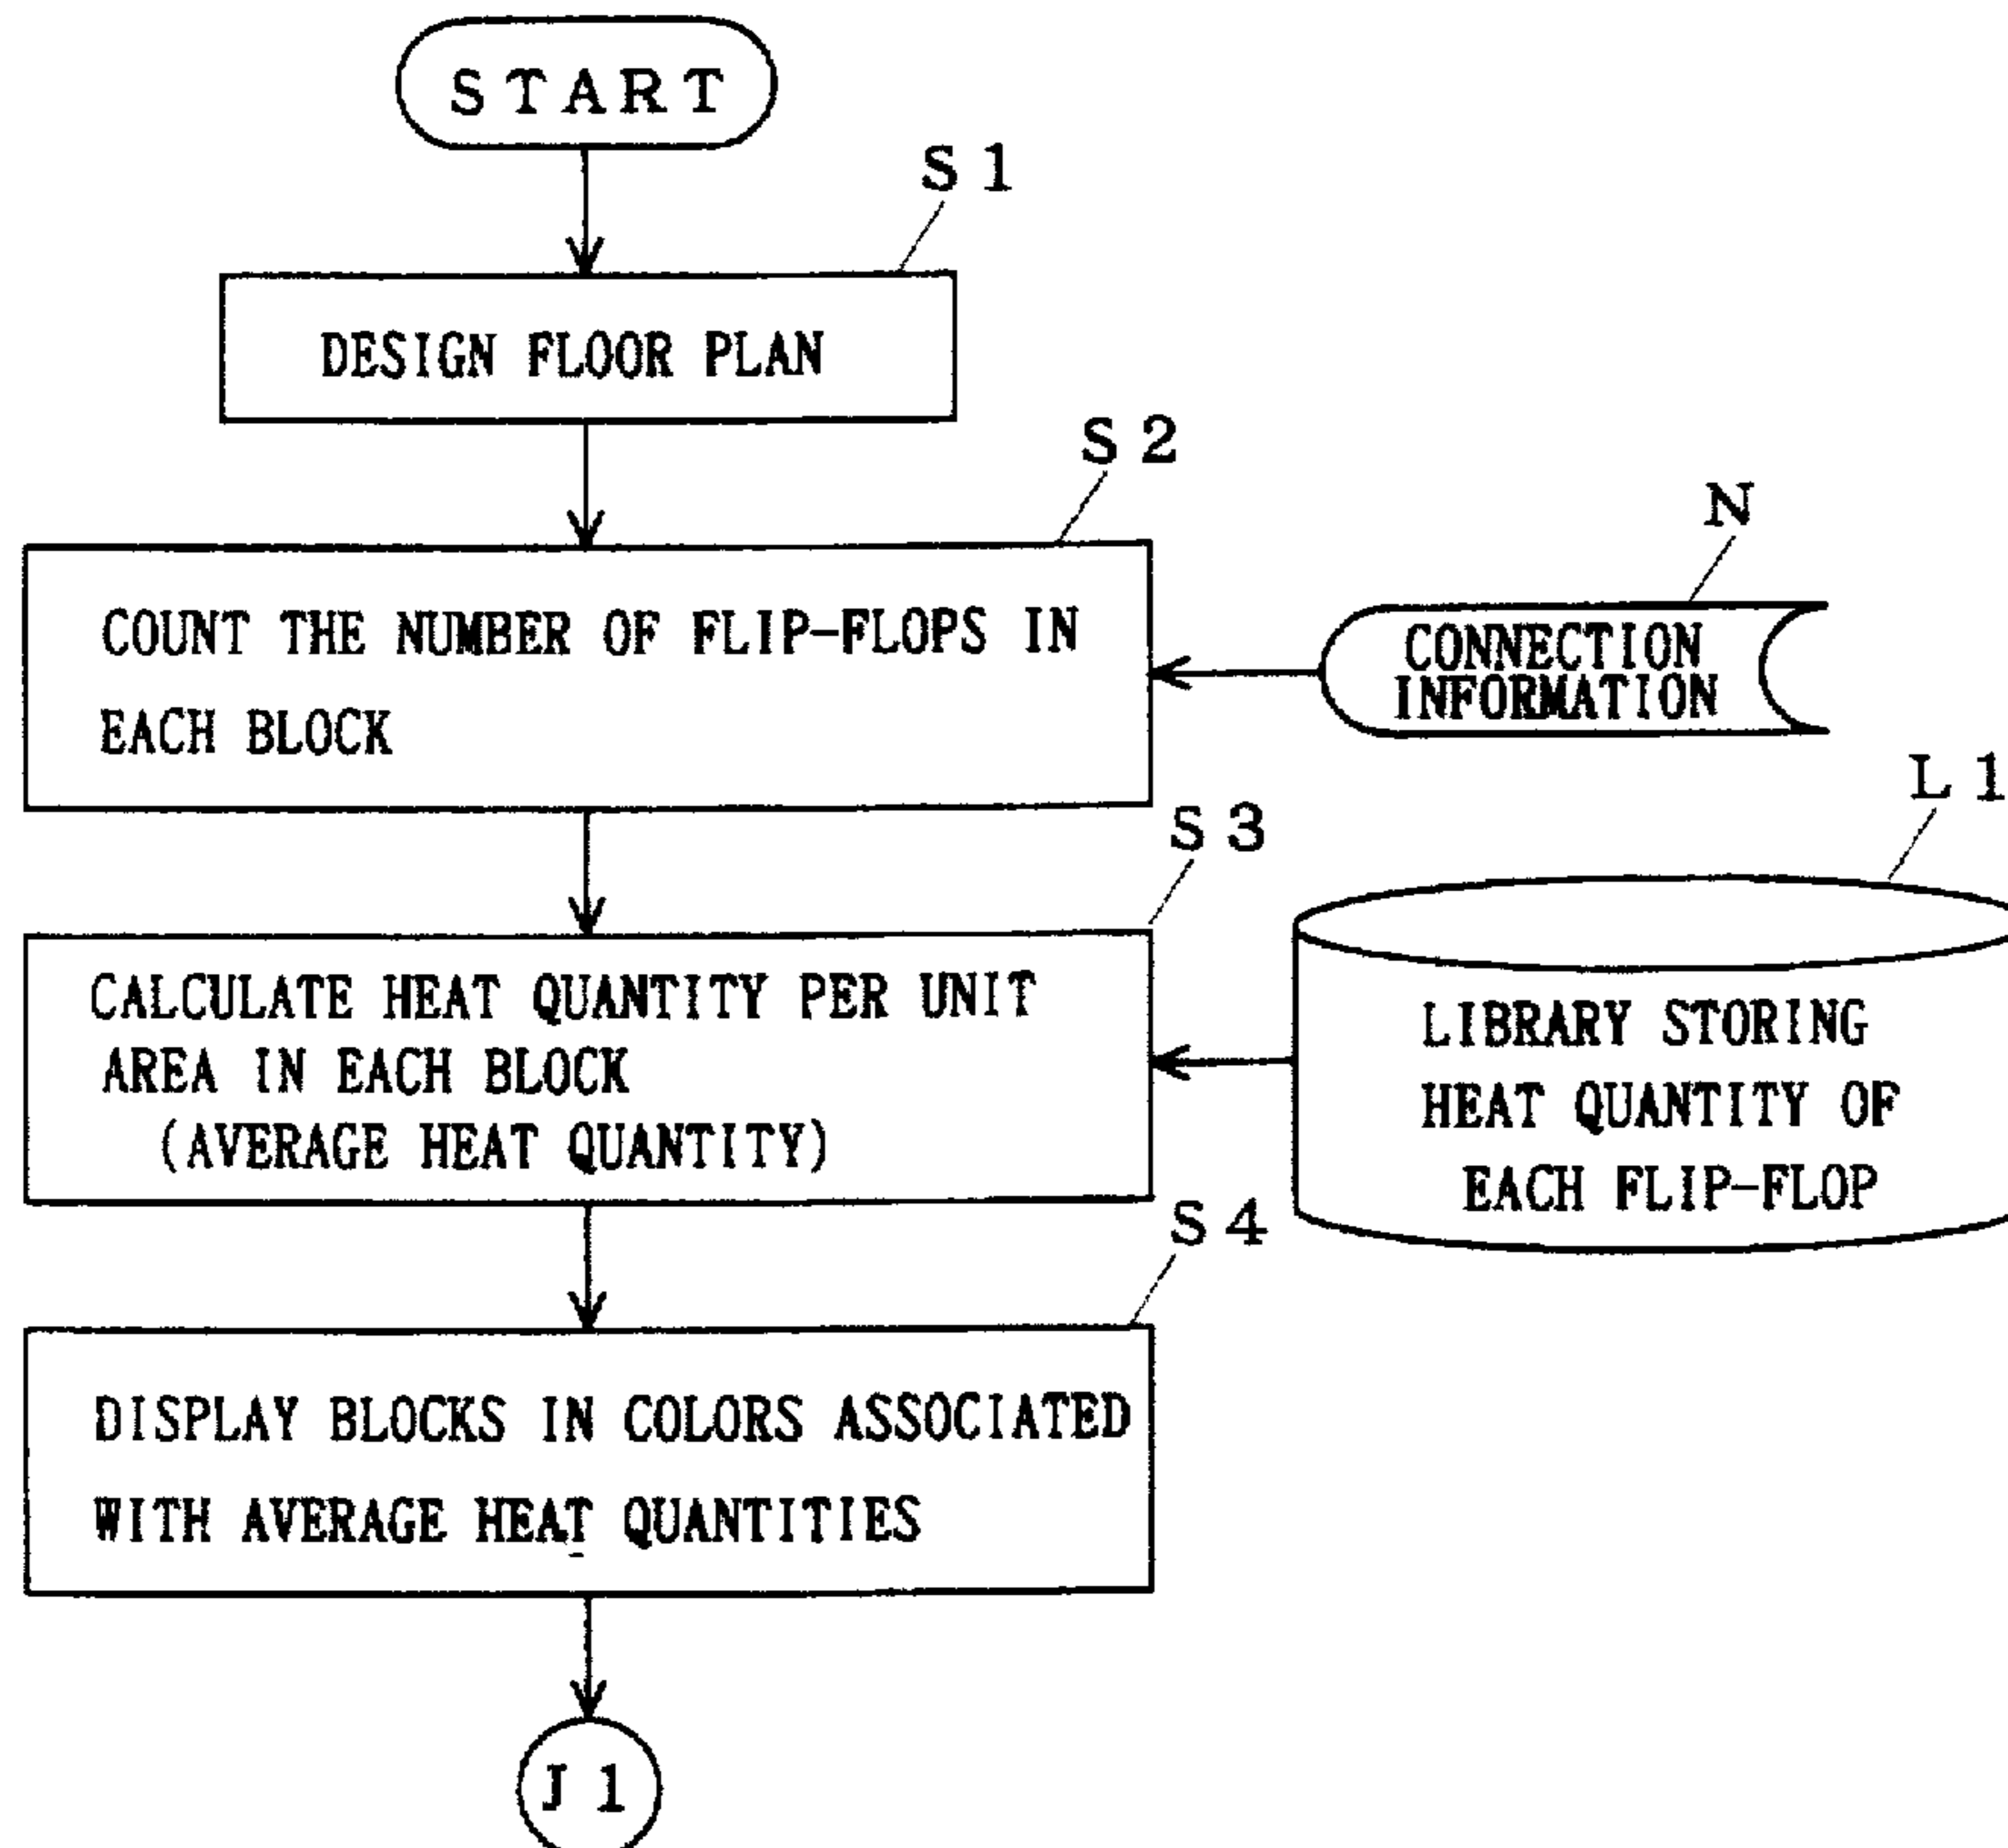 START
S1
DESIGN FLOOR PLAN
S2
COUNT THE NUMBER OF FLIP-FLOPS IN
EACH BLOCK
N
CONNECTION
INFORMATION
S3
CALCULATE HEAT QUANTITY PER UNIT
AREA IN EACH BLOCK
(AVERAGE HEAT QUANTITY)
L1
LIBRARY STORING
HEAT QUANTITY OF
EACH FLIP-FLOP
S4
DISPLAY BLOCKS IN COLORS ASSOCIATED
WITH AVERAGE HEAT QUANTITIES
J1